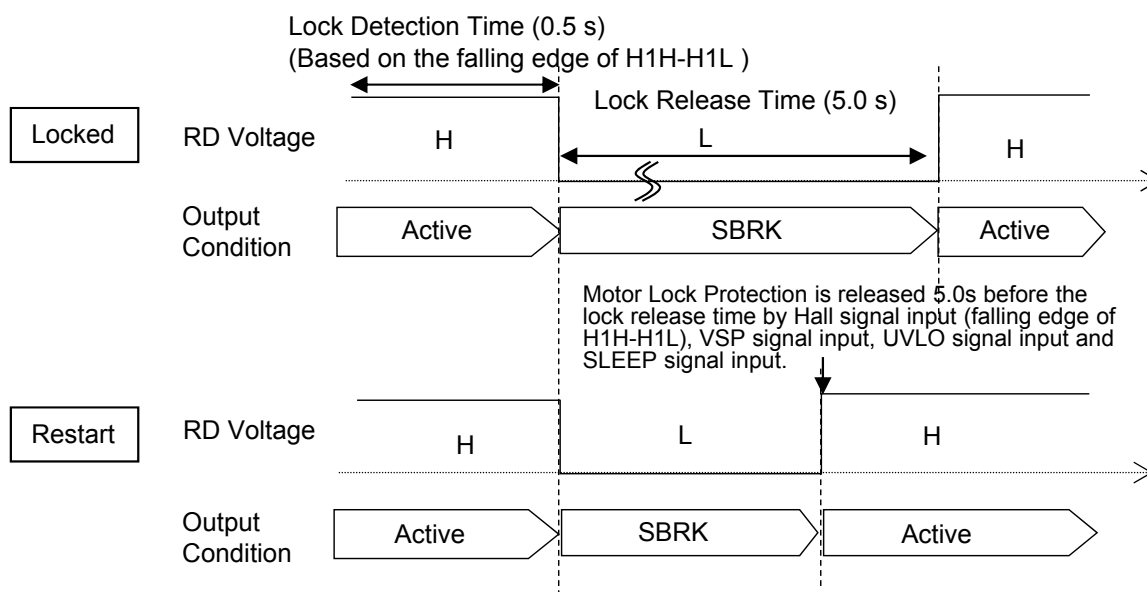 Lock Detection Time (0.5 s)
(Based on the falling edge of H1H-H1L )
Lock Release Time (5.0 s)
Locked
RD Voltage
H
L
H
Output
Condition
Active
SBRK
Active
Motor Lock Protection is released 5.0s before the
lock release time by Hall signal input (falling edge of
H1H-H1L), VSP signal input, UVLO signal input and
SLEEP signal input.
Restart
RD Voltage
H
L
H
Output
Condition
Active
SBRK
Active